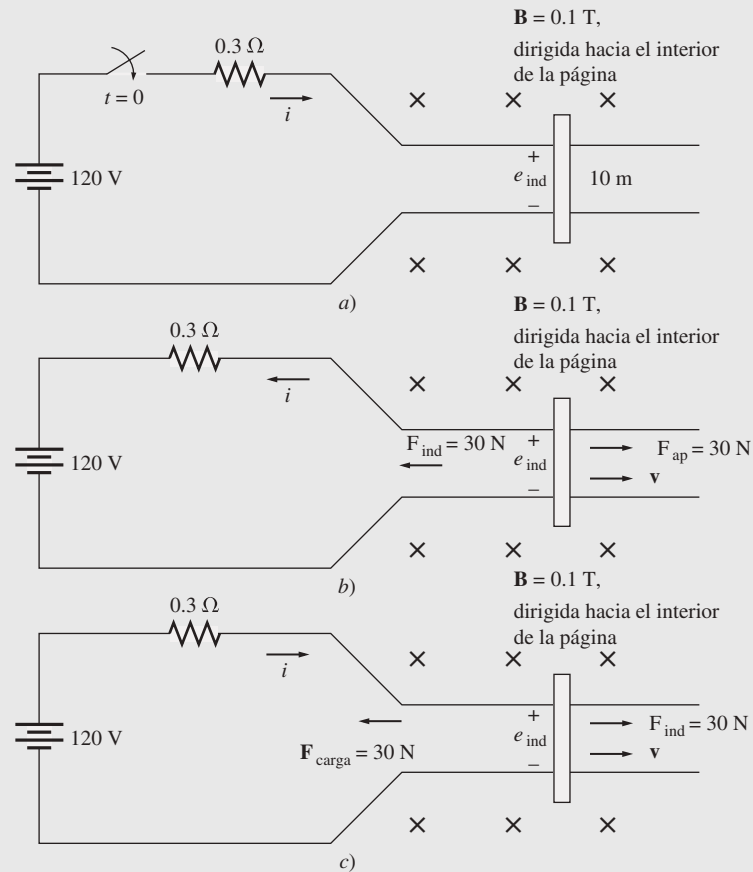 B = 0.1 T,
dirigida hacia el interior
de la página
0.3 Ω
t = 0
i
120 V
+
e ind
–
10 m
a)
B = 0.1 T,
dirigida hacia el interior
de la página
0.3 Ω
i
120 V
F ind = 30 N
+
e ind
–
F ap = 30 N
v
b)
B = 0.1 T,
dirigida hacia el interior
de la página
0.3 Ω
i
120 V
F carga = 30 N
+
e ind
–
F ind = 30 N
v
c)